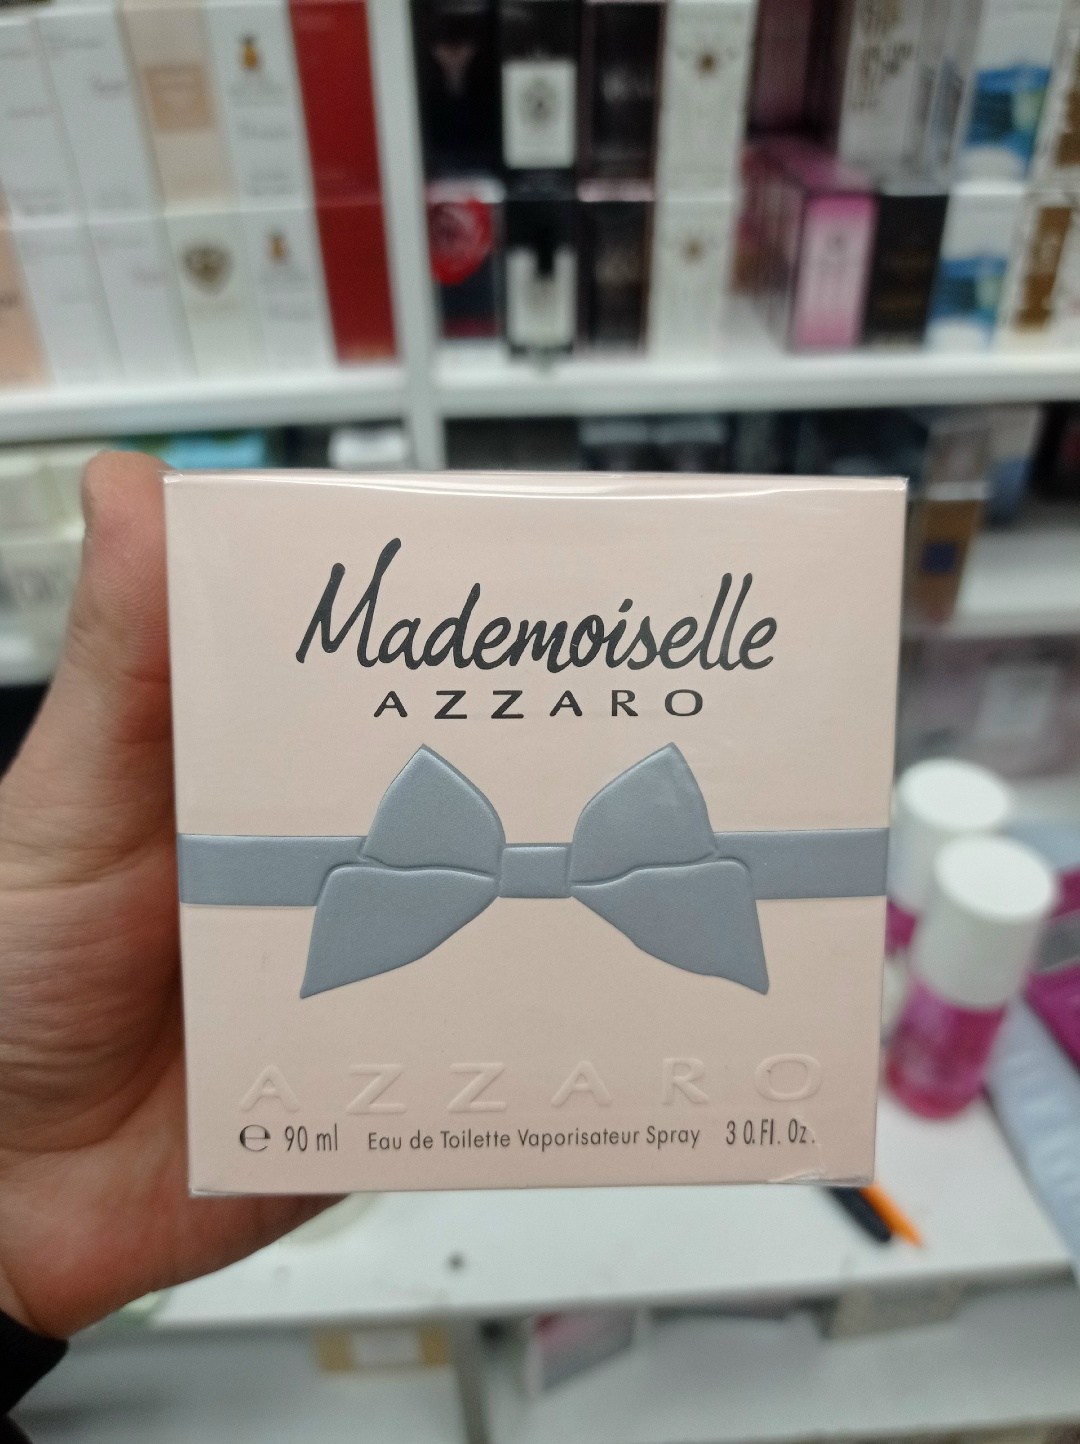 Mademoiselle
AZZARO
AZZARO
℮ 90 ml Eau de Toilette Vaporisateur Spray 3 0.Fl. Oz.